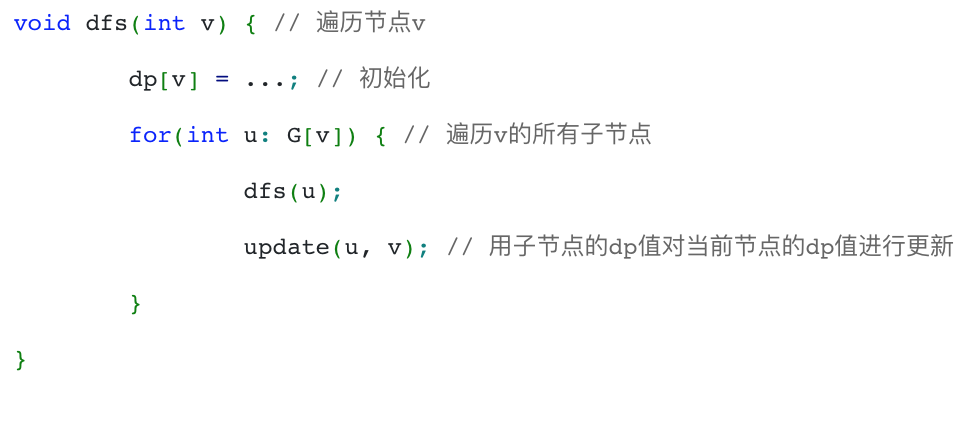 void dfs(int v) { // 遍历节点v
dp[v] = ...; // 初始化
for(int u: G[v]) { // 遍历v的所有子节点
dfs(u);
update(u, v); // 用子节点的dp值对当前节点的dp值进行更新
}
}